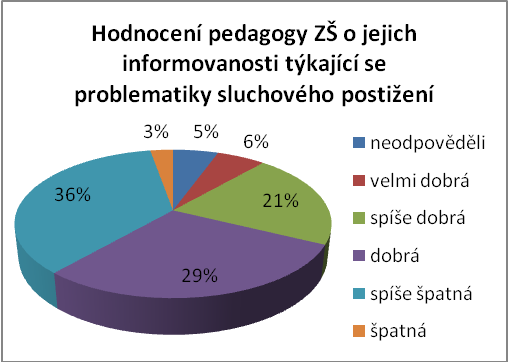 Hodnocení pedagogy ZŠ o jejich
informovanosti týkající se
problematiky sluchového postižení
3%
5%
6%
21%
29%
36%
neodpověděli
velmi dobrá
spíše dobrá
dobrá
spíše špatná
špatná